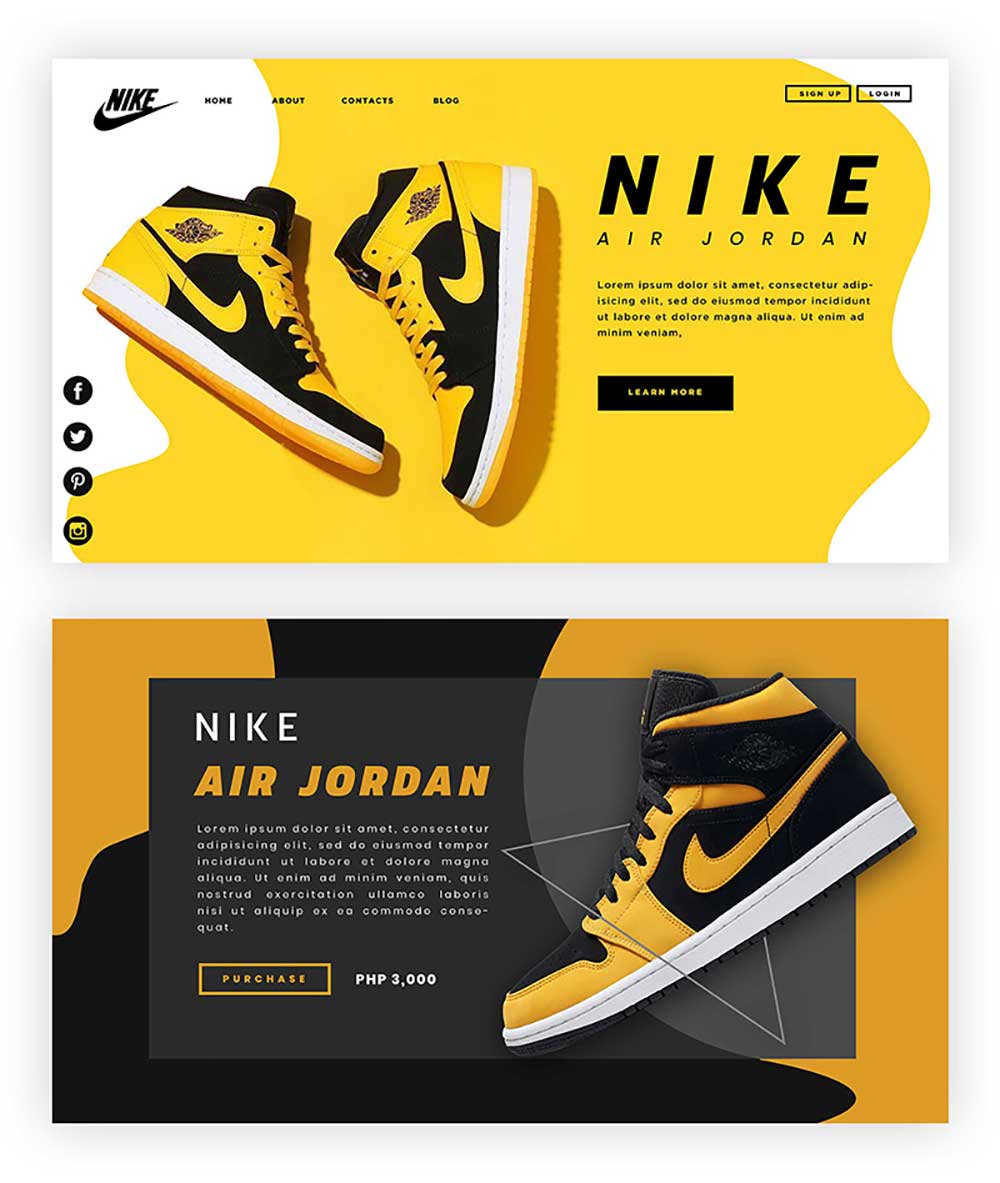 NIKE
HOME ABOUT CONTACTS BLOG
SIGN UP LOGIN
NIKE
AIR JORDAN
Lorem ipsum dolor sit amet, consectetur adip-
isicing elit, sed do eiusmod tempor incididunt
ut labore et dolore magna aliqua. Ut enim ad
minim veniam,
LEARN MORE
NIKE
AIR JORDAN
Lorem ipsum dolor sit amet, consectetur
adipisicing elit, sed do eiusmod tempor
incididunt ut labore et dolore magna
aliqua. Ut enim ad minim veniam, quis
nostrud exercitation ullamco laboris
nisi ut aliquip ex ea commodo conse-
quat.
PURCHASE PHP 3,000